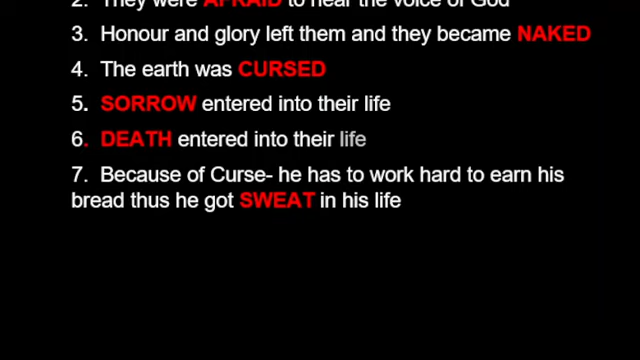 2. They were AFRAID to hear the voice of God
3. Honour and glory left them and they became NAKED
4. The earth was CURSED
5. SORROW entered into their life
6. DEATH entered into their life
7. Because of Curse- he has to work hard to earn his
bread thus he got SWEAT in his life